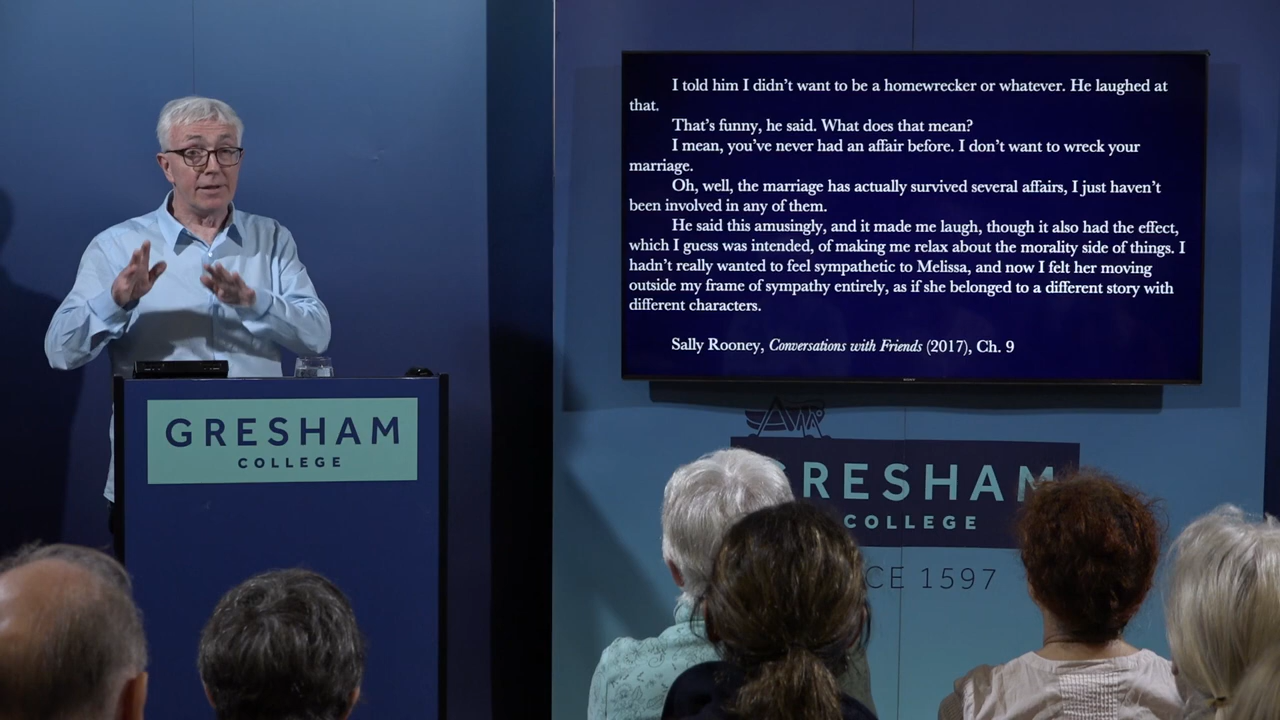 I told him I didn't want to be a homewrecker or whatever. He laughed at
that.
That's funny, he said. What does that mean?
I mean, you've never had an affair before. I don't want to wreck your
marriage.
Oh, well, the marriage has actually survived several affairs, I just haven't
been involved in any of them.
He said this amusingly, and it made me laugh, though it also had the effect,
which I guess was intended, of making me relax about the morality side of things. I
hadn't really wanted to feel sympathetic to Melissa, and now I felt her moving
outside my frame of sympathy entirely, as if she belonged to a different story with
different characters.
Sally Rooney, Conversations with Friends (2017), Ch. 9
SONY
GRESHAM
COLLEGE
GRESHAM
COLLEGE
CE 1597